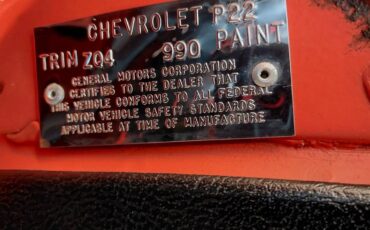 CHEVROLET P22
TRIM Z04 990 PAINT
GENERAL MOTORS CORPORATION
CERTIFIES TO THE DEALER THAT
THIS VEHICLE CONFORMS TO ALL FEDERAL
MOTOR VEHICLE SAFETY STANDARDS
APPLICABLE AT TIME OF MANUFACTURE